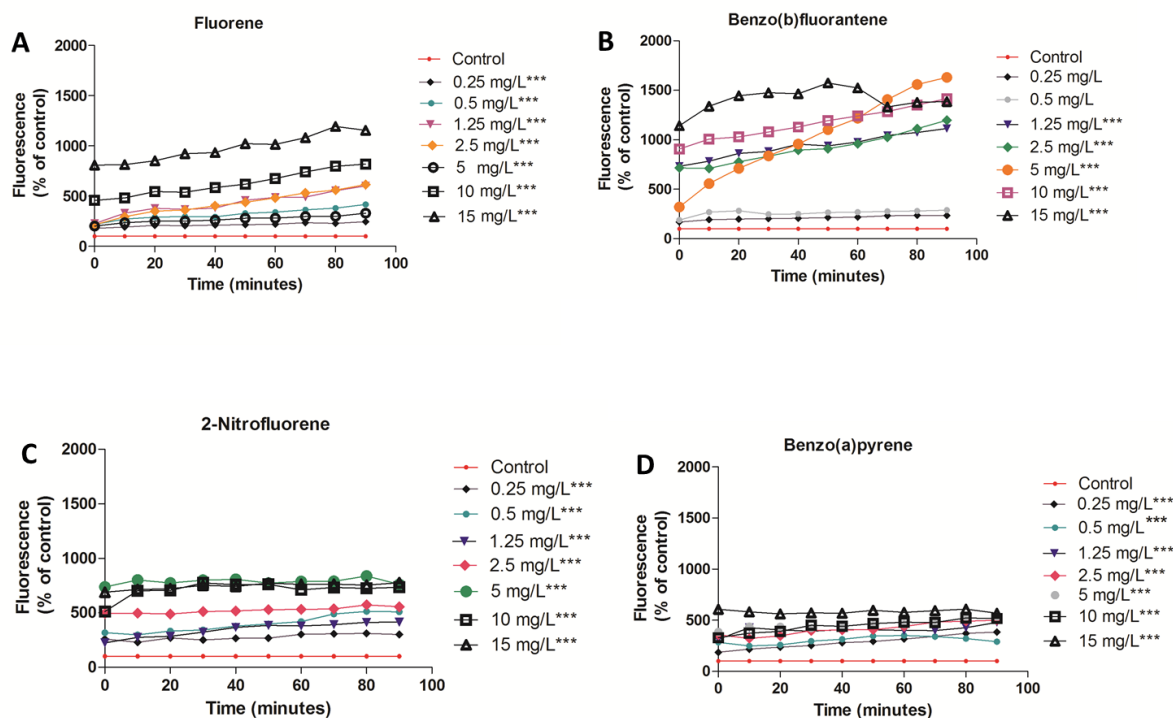 Fluorene
A
2000
1500
1000
500
0
Fluorescence
(% of control)
0 20 40 60 80 100
Time (minutes)
Control
0.25 mg/L***
0.5 mg/L***
1.25 mg/L***
2.5 mg/L***
5 mg/L***
10 mg/L***
15 mg/L***
Benzo(b)fluorantene
B
2000
1500
1000
500
0
Fluorescence
(% of control)
0 20 40 60 80 100
Time (minutes)
Control
0.25 mg/L
0.5 mg/L
1.25 mg/L***
2.5 mg/L***
5 mg/L***
10 mg/L***
15 mg/L***
2-Nitrofluorene
C
2000
1500
1000
500
0
Fluorescence
(% of control)
0 20 40 60 80 100
Time (minutes)
Control
0.25 mg/L***
0.5 mg/L***
1.25 mg/L***
2.5 mg/L***
5 mg/L***
10 mg/L***
15 mg/L***
Benzo(a)pyrene
D
2000
1500
1000
500
0
Fluorescence
(% of control)
0 20 40 60 80 100
Time (minutes)
Control
0.25 mg/L***
0.5 mg/L***
1.25 mg/L***
2.5 mg/L***
5 mg/L***
10 mg/L***
15 mg/L***